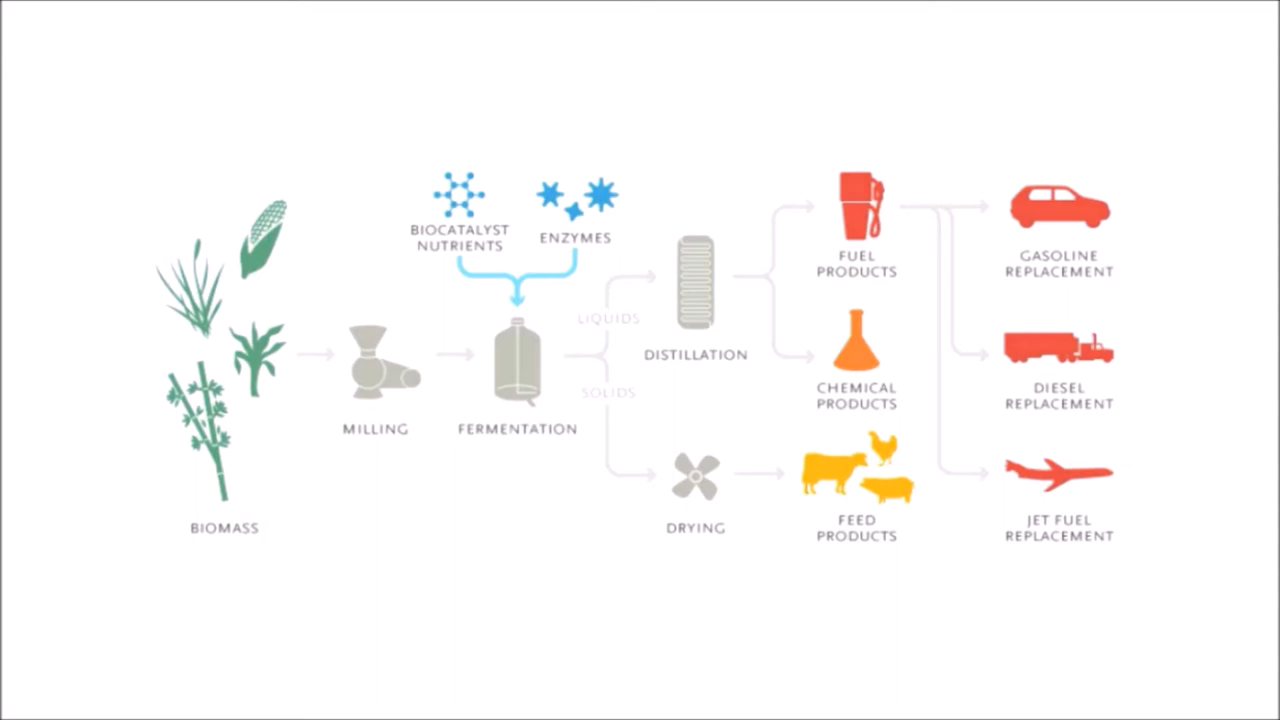 BIOCATALYST
NUTRIENTS
ENZYMES
LIQUIDS
SOLIDS
BIOMASS
MILLING
FERMENTATION
DISTILLATION
DRYING
FUEL
PRODUCTS
CHEMICAL
PRODUCTS
FEED
PRODUCTS
GASOLINE
REPLACEMENT
DIESEL
REPLACEMENT
JET FUEL
REPLACEMENT